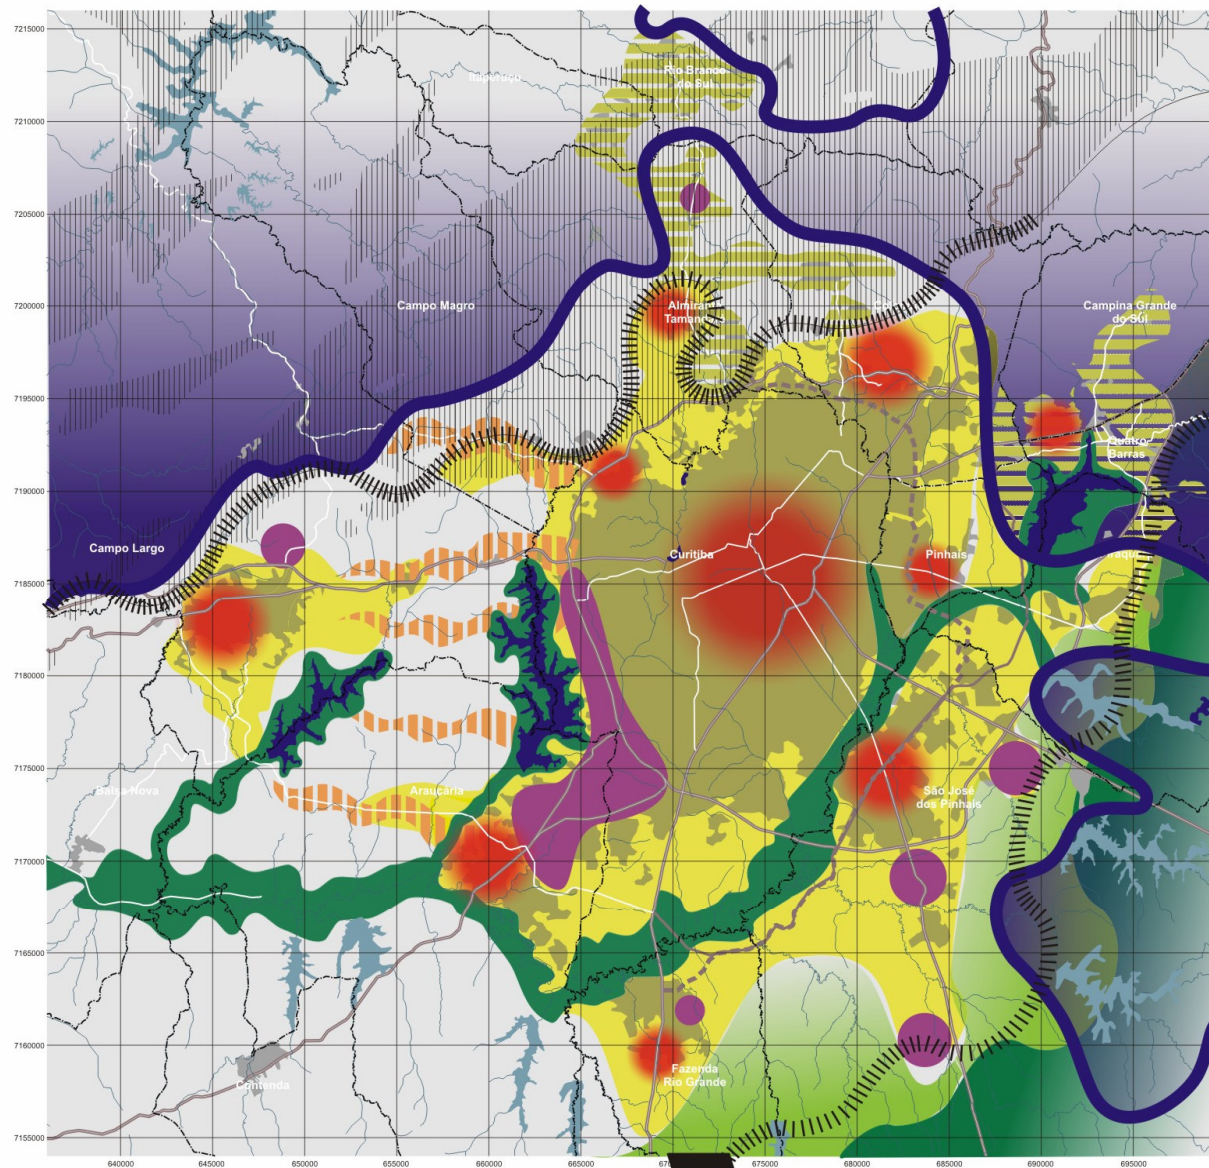 7215000
Rio Branco
do Sul
Itaperuçu
7210000
7205000
7200000
Campo Magro
Campina Grande
do Sul
7195000
Quatro
Barras
7190000
Campo Largo
Curitiba
Pinhais
7185000
7180000
7175000
Balsa Nova
Araucária
São José
dos Pinhais
7170000
7165000
7160000
Fazenda
Rio Grande
Contenda
7155000
640000 645000 650000 655000 660000 665000 675000 680000 685000 690000 695000